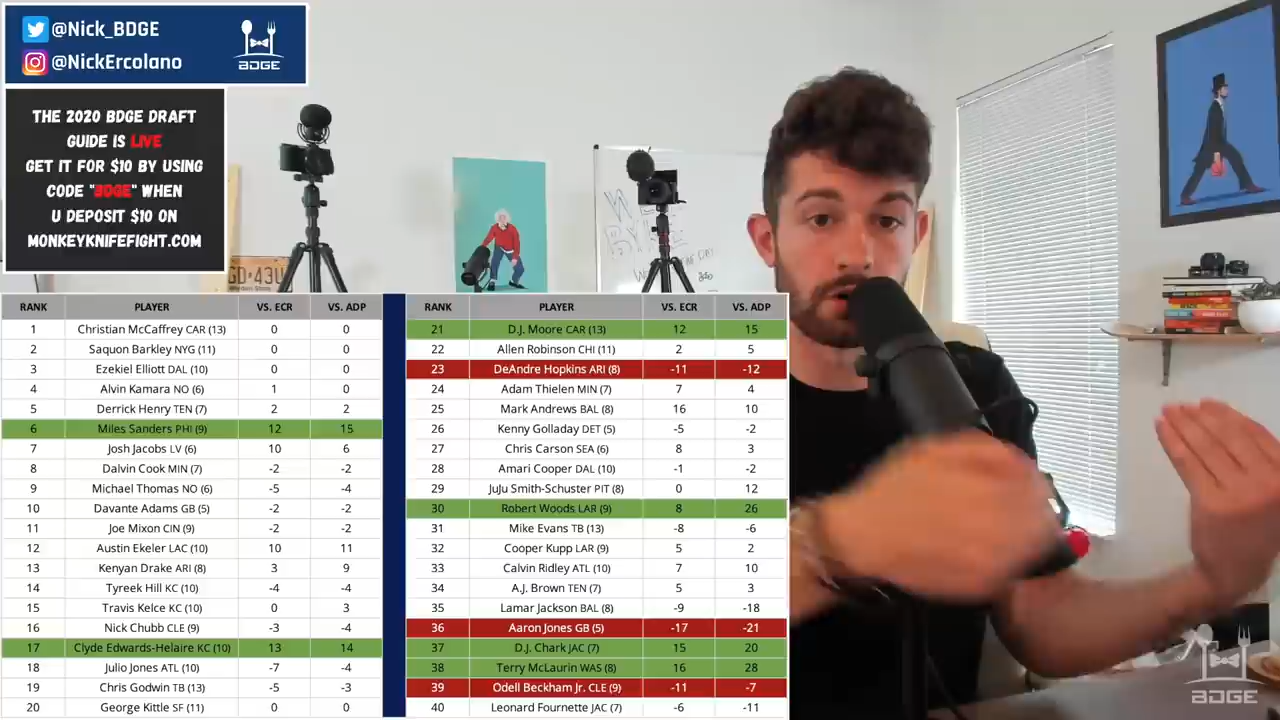 @Nick_BDGE
@NickErcolano
BDGE
THE 2020 BDGE DRAFT
GUIDE IS LIVE
GET IT FOR $10 BY USING
CODE "BDGE" WHEN
U DEPOSIT $10 ON
MONKEYKNIFEFIGHT.COM
GD•43U
RANK PLAYER VS. ECR VS. ADP
1 Christian McCaffrey CAR (13) 0 0
2 Saquon Barkley NYG (11) 0 0
3 Ezekiel Elliott DAL (10) 0 0
4 Alvin Kamara NO (6) 1 0
5 Derrick Henry TEN (7) 2 2
6 Miles Sanders PHI (9) 12 15
7 Josh Jacobs LV (6) 10 6
8 Dalvin Cook MIN (7) -2 -2
9 Michael Thomas NO (6) -5 -4
10 Davante Adams GB (5) -2 -2
11 Joe Mixon CIN (9) -2 -2
12 Austin Ekeler LAC (10) 10 11
13 Kenyan Drake ARI (8) 3 9
14 Tyreek Hill KC (10) -4 -4
15 Travis Kelce KC (10) 0 3
16 Nick Chubb CLE (9) -3 -4
17 Clyde Edwards-Helaire KC (10) 13 14
18 Julio Jones ATL (10) -7 -4
19 Chris Godwin TB (13) -5 -3
20 George Kittle SF (11) 0 0
RANK PLAYER VS. ECR VS. ADP
21 D.J. Moore CAR (13) 12 15
22 Allen Robinson CHI (11) 2 5
23 DeAndre Hopkins ARI (8) -11 -12
24 Adam Thielen MIN (7) 7 4
25 Mark Andrews BAL (8) 16 10
26 Kenny Golladay DET (5) -5 -2
27 Chris Carson SEA (6) 8 3
28 Amari Cooper DAL (10) -1 -2
29 JuJu Smith-Schuster PIT (8) 0 12
30 Robert Woods LAR (9) 8 26
31 Mike Evans TB (13) -8 -6
32 Cooper Kupp LAR (9) 5 2
33 Calvin Ridley ATL (10) 7 10
34 A.J. Brown TEN (7) 5 3
35 Lamar Jackson BAL (8) -9 -18
36 Aaron Jones GB (5) -17 -21
37 D.J. Chark JAC (7) 15 20
38 Terry McLaurin WAS (8) 16 28
39 Odell Beckham Jr. CLE (9) -11 -7
40 Leonard Fournette JAC (7) -6 -11
BDGE